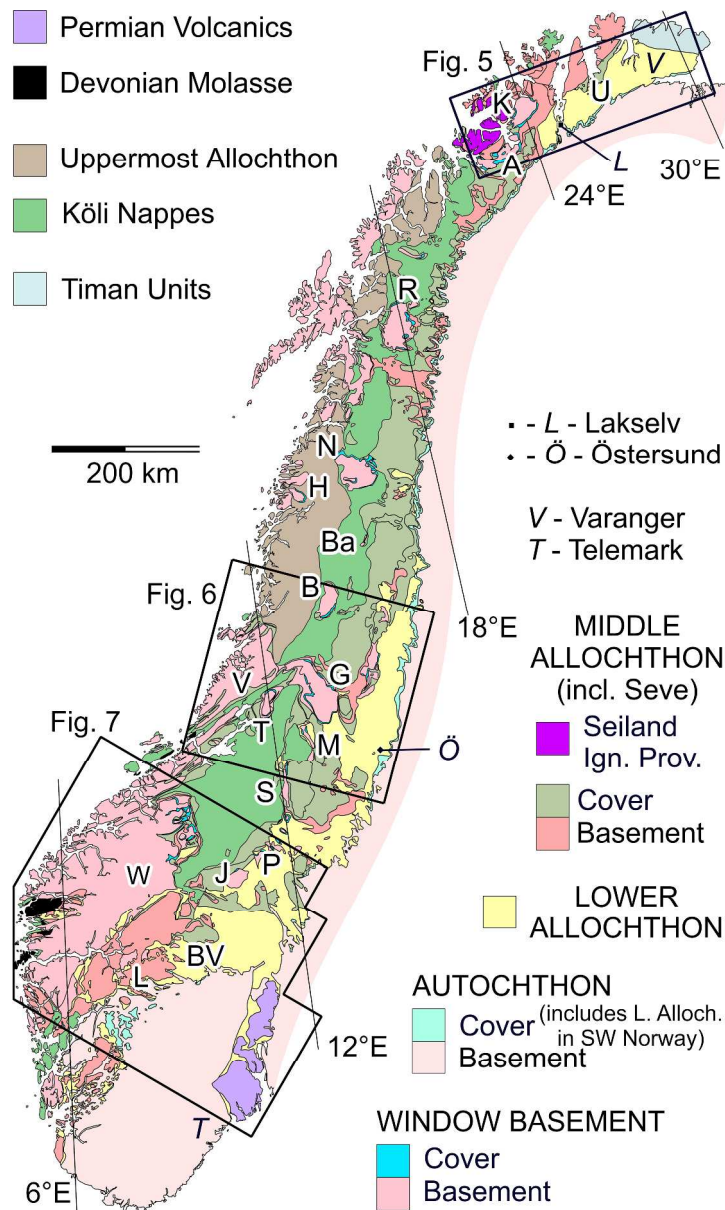 Permian Volcanics
Devonian Molasse
Uppermost Allochthon
Köli Nappes
Timan Units
200 km
Fig. 5
K
U
V
A
L
30°E
24°E
R
- L - Lakselv
- Ö - Östersund
V - Varanger
T - Telemark
N
H
Ba
B
Fig. 6
18°E
V
G
T
M
Ö
Fig. 7
S
W
J
P
BV
L
12°E
T
6°E
MIDDLE
ALLOCHTHON
(incl. Seve)
Seiland
Ign. Prov.
Cover
Basement
LOWER
ALLOCHTHON
AUTOCHTHON
Cover (includes L. Alloch.
in SW Norway)
Basement
WINDOW BASEMENT
Cover
Basement